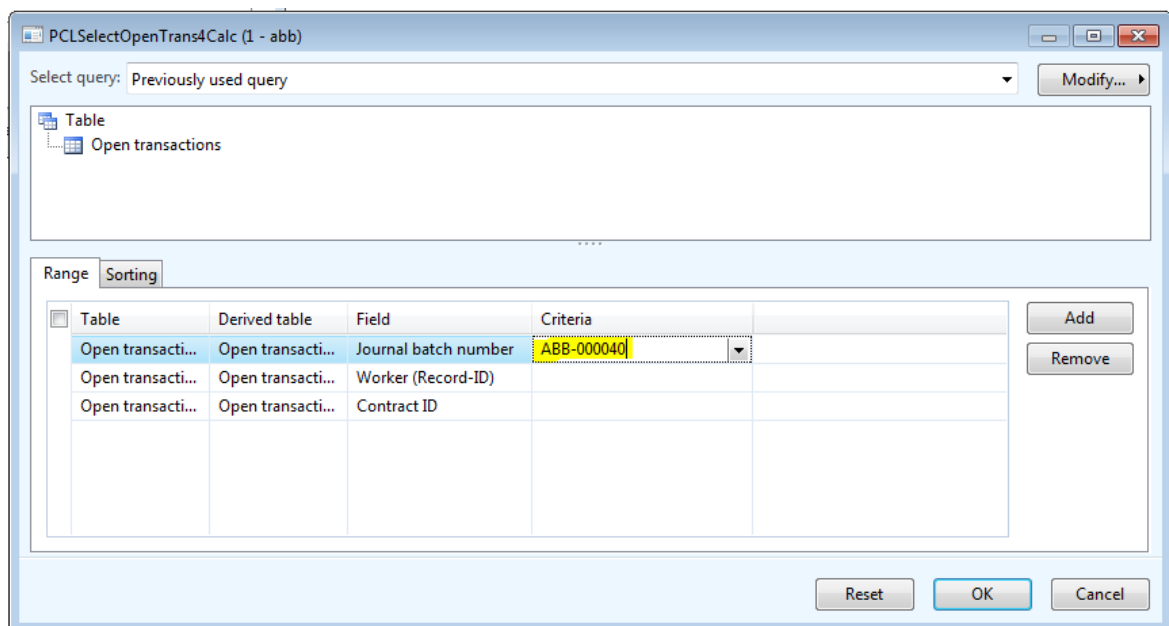 PCLSelectOpenTrans4Calc (1 - abb)
Select query: Previously used query Modify...
Table
Open transactions
Range Sorting
Table Derived table Field Criteria Add
Open transacti... Open transacti... Journal batch number ABB-000040 Remove
Open transacti... Open transacti... Worker (Record-ID)
Open transacti... Open transacti... Contract ID
Reset OK Cancel